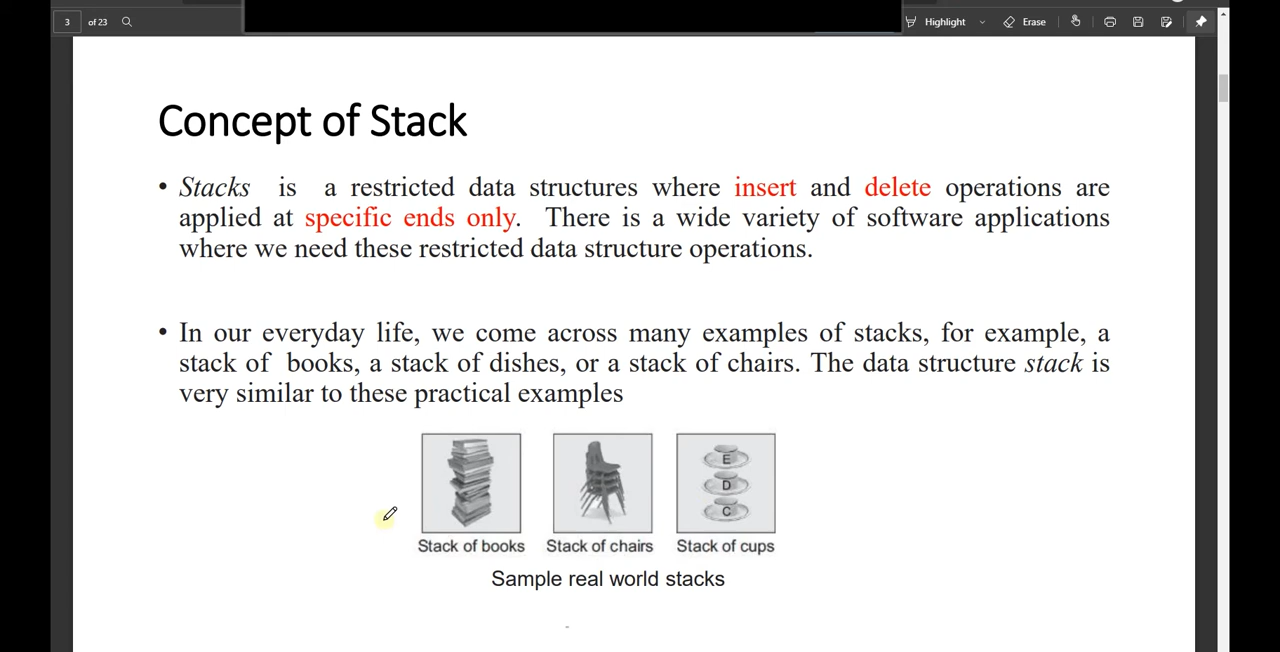 3 of 23 Highlight Erase
Concept of Stack
• Stacks is a restricted data structures where insert and delete operations are
applied at specific ends only. There is a wide variety of software applications
where we need these restricted data structure operations.
• In our everyday life, we come across many examples of stacks, for example, a
stack of books, a stack of dishes, or a stack of chairs. The data structure stack is
very similar to these practical examples
E
D
C
Stack of books Stack of chairs Stack of cups
Sample real world stacks